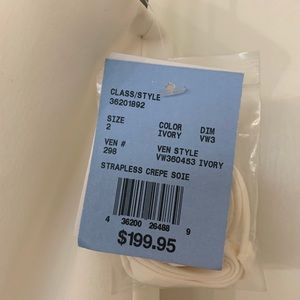 CLASS/STYLE
36201892
SIZE COLOR DIM
2 IVORY VW3
VEN # VEN STYLE
298 VW360453 IVORY
STRAPLESS CREPE SOIE
4 36200 26488 9
$199.95